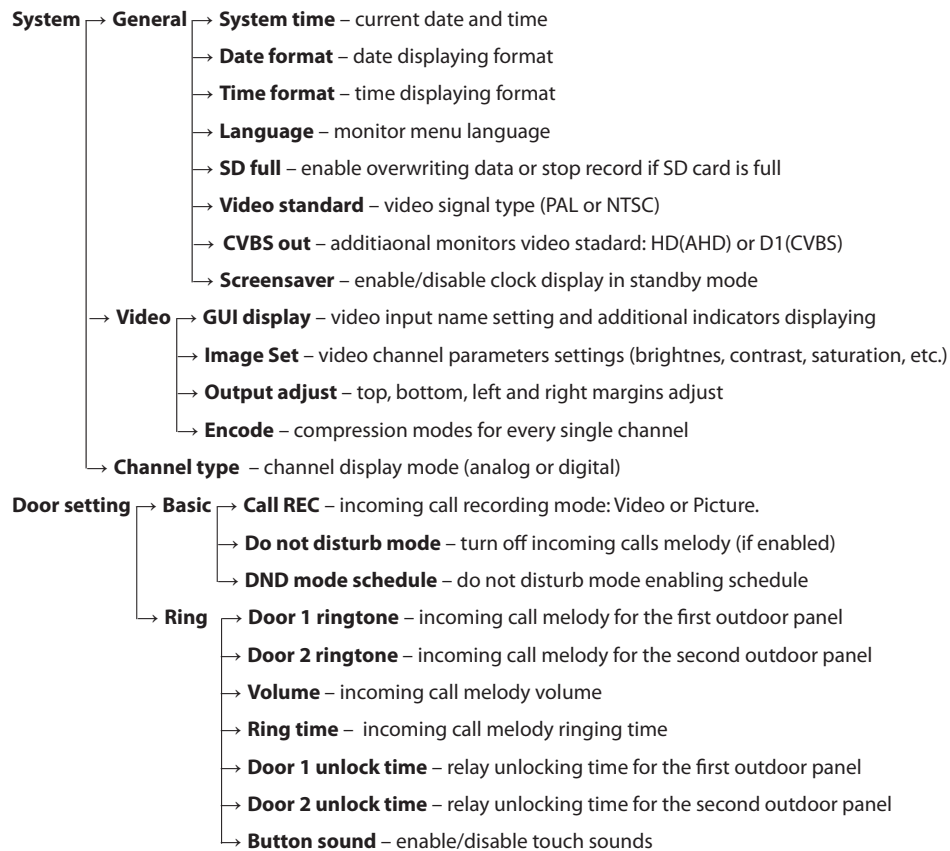 System → General → System time – current date and time
→ Date format – date displaying format
→ Time format – time displaying format
→ Language – monitor menu language
→ SD full – enable overwriting data or stop record if SD card is full
→ Video standard – video signal type (PAL or NTSC)
→ CVBS out – additiaonal monitors video stadard: HD(AHD) or D1(CVBS)
→ Screensaver – enable/disable clock display in standby mode
→ Video → GUI display – video input name setting and additional indicators displaying
→ Image Set – video channel parameters settings (brightnes, contrast, saturation, etc.)
→ Output adjust – top, bottom, left and right margins adjust
→ Encode – compression modes for every single channel
→ Channel type – channel display mode (analog or digital)
Door setting → Basic → Call REC – incoming call recording mode: Video or Picture.
→ Do not disturb mode – turn off incoming calls melody (if enabled)
→ DND mode schedule – do not disturb mode enabling schedule
→ Ring → Door 1 ringtone – incoming call melody for the first outdoor panel
→ Door 2 ringtone – incoming call melody for the second outdoor panel
→ Volume – incoming call melody volume
→ Ring time – incoming call melody ringing time
→ Door 1 unlock time – relay unlocking time for the first outdoor panel
→ Door 2 unlock time – relay unlocking time for the second outdoor panel
→ Button sound – enable/disable touch sounds